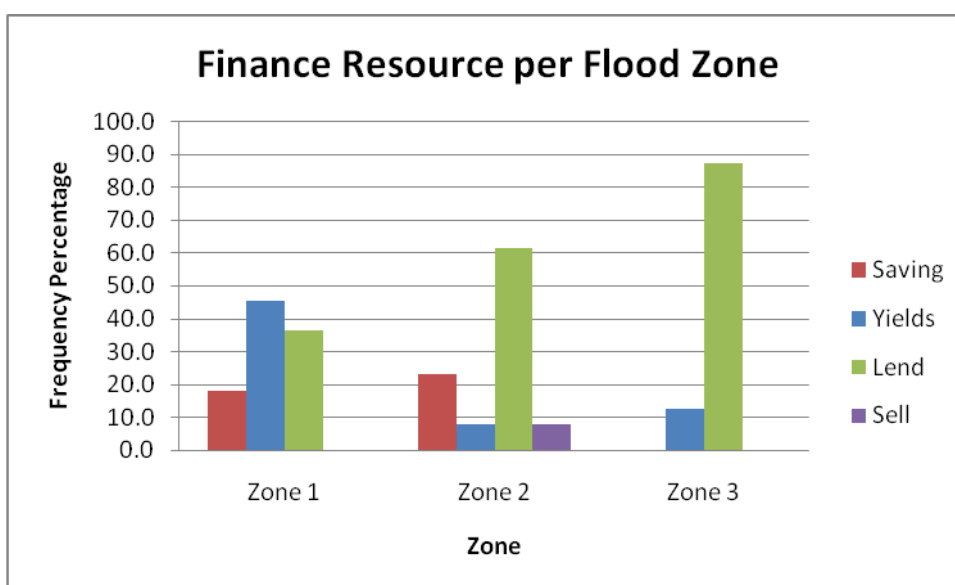 Finance Resource per Flood Zone
Frequency Percentage
100.0
90.0
80.0
70.0
60.0
50.0
40.0
30.0
20.0
10.0
0.0
Zone 1
Zone 2
Zone 3
Zone
Saving
Yields
Lend
Sell